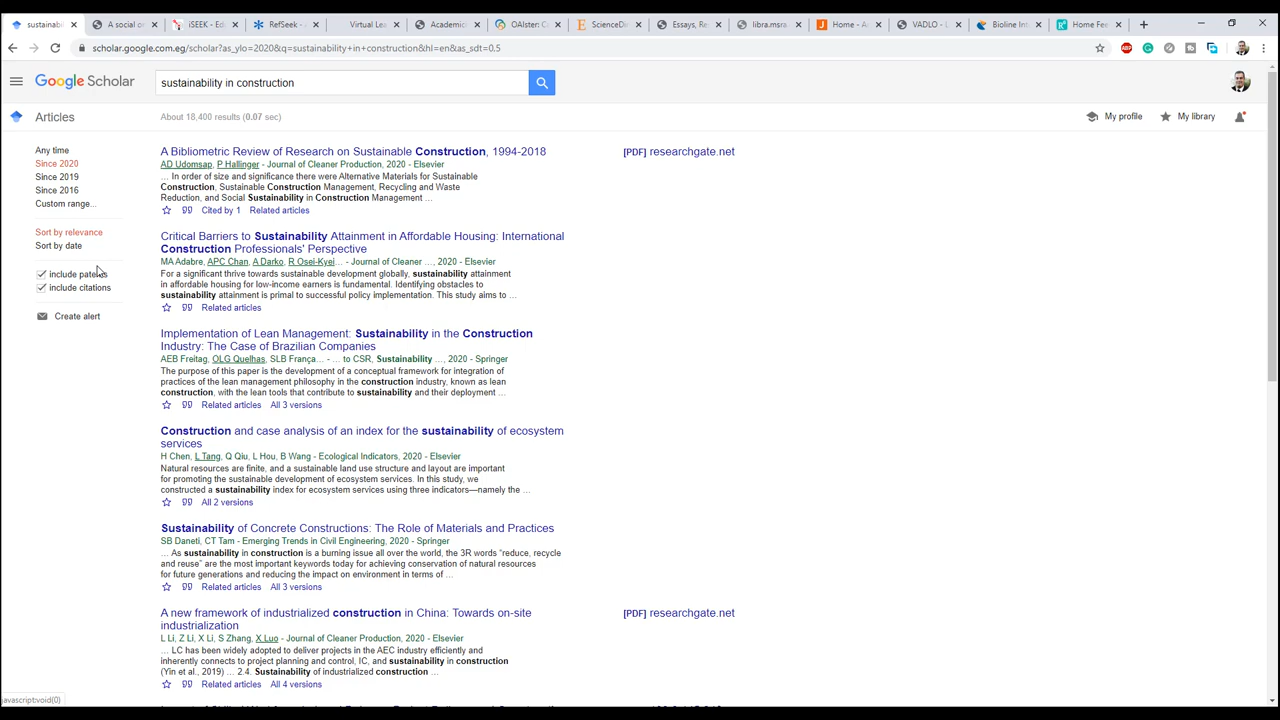 sustainabi
A social o
iSEEK - Ed
RefSeek - A
Virtual Le
Academic
OAIster: C
ScienceDir
Essays, Re
libra.msra
Home - A
VADLO - L
Bioline Int
Home Fee
scholar.google.com.eg/scholar?as_ylo=2020&q=sustainability+in+construction&hl=en&as_sdt=0.5
Google Scholar
sustainability in construction
Articles
About 18,400 results (0.07 sec)
My profile
My library
Any time
Since 2020
Since 2019
Since 2016
Custom range...
Sort by relevance
Sort by date
include patents
include citations
Create alert
A Bibliometric Review of Research on Sustainable Construction, 1994-2018
[PDF] researchgate.net
AD Udomsap, P Hallinger - Journal of Cleaner Production, 2020 - Elsevier
... In order of size and significance there were Alternative Materials for Sustainable
Construction, Sustainable Construction Management, Recycling and Waste
Reduction, and Social Sustainability in Construction Management ...
Cited by 1 Related articles
Critical Barriers to Sustainability Attainment in Affordable Housing: International
Construction Professionals' Perspective
MA Adabre, APC Chan, A Darko, R Osei-Kyei... - Journal of Cleaner ..., 2020 - Elsevier
For a significant thrive towards sustainable development globally, sustainability attainment
in affordable housing for low-income earners is fundamental. Identifying obstacles to
sustainability attainment is primal to successful policy implementation. This study aims to ...
Related articles
Implementation of Lean Management: Sustainability in the Construction
Industry: The Case of Brazilian Companies
AEB Freitag, OLG Quelhas, SLB França... - ... to CSR, Sustainability ..., 2020 - Springer
The purpose of this paper is the development of a conceptual framework for integration of
practices of the lean management philosophy in the construction industry, known as lean
construction, with the lean tools that contribute to sustainability and their deployment ...
Related articles All 3 versions
Construction and case analysis of an index for the sustainability of ecosystem
services
H Chen, L Tang, Q Qiu, L Hou, B Wang - Ecological Indicators, 2020 - Elsevier
Natural resources are finite, and a sustainable land use structure and layout are important
for promoting the sustainable development of ecosystem services. In this study, we
constructed a sustainability index for ecosystem services using three indicators—namely the ...
All 2 versions
Sustainability of Concrete Constructions: The Role of Materials and Practices
SB Daneti, CT Tam - Emerging Trends in Civil Engineering, 2020 - Springer
... As sustainability in construction is a burning issue all over the world, the 3R words “reduce, recycle
and reuse” are the most important keywords today for achieving conservation of natural resources
for future generations and reducing the impact on environment in terms of ...
Related articles All 3 versions
A new framework of industrialized construction in China: Towards on-site
industrialization
[PDF] researchgate.net
L Li, Z Li, X Li, S Zhang, X Luo - Journal of Cleaner Production, 2020 - Elsevier
... LC has been widely adopted to deliver projects in the AEC industry efficiently and
inherently connects to project planning and control, IC, and sustainability in construction
(Yin et al., 2019) ... 2.4. Sustainability of industrialized construction ...
Related articles All 4 versions
javascript:void(0)